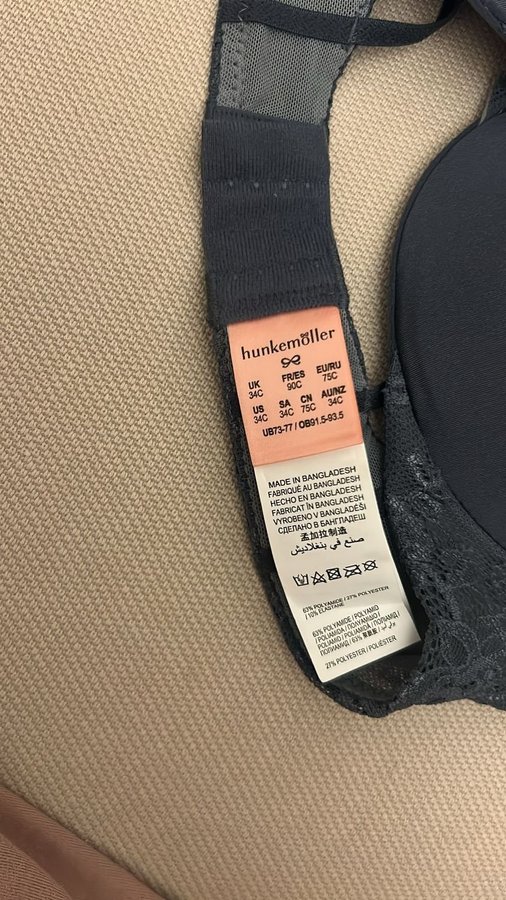 hunkemöller
UK FR/ES EU/RU
34C 90C 75C
US SA CN AU/NZ
34C 34C 75C 34C
UB73-77 / OB91.5-93.5
MADE IN BANGLADESH
FABRIQUÉ AU BANGLADESH
HECHO EN BANGLADESH
FABRICAT ÎN BANGLADESH
VYROBENO V BANGLADÉŠI
СДЕЛАНО В БАНГЛАДЕШ
孟加拉制造
صنع في بنغلاديش
63% POLYAMIDE / 27% POLYESTER
/ 10% ELASTANE
63% POLYAMIDE / POLYAMID
/ POLIAMIDA / ПОЛИАМИД /
27% POLYESTER / POLIÉSTER